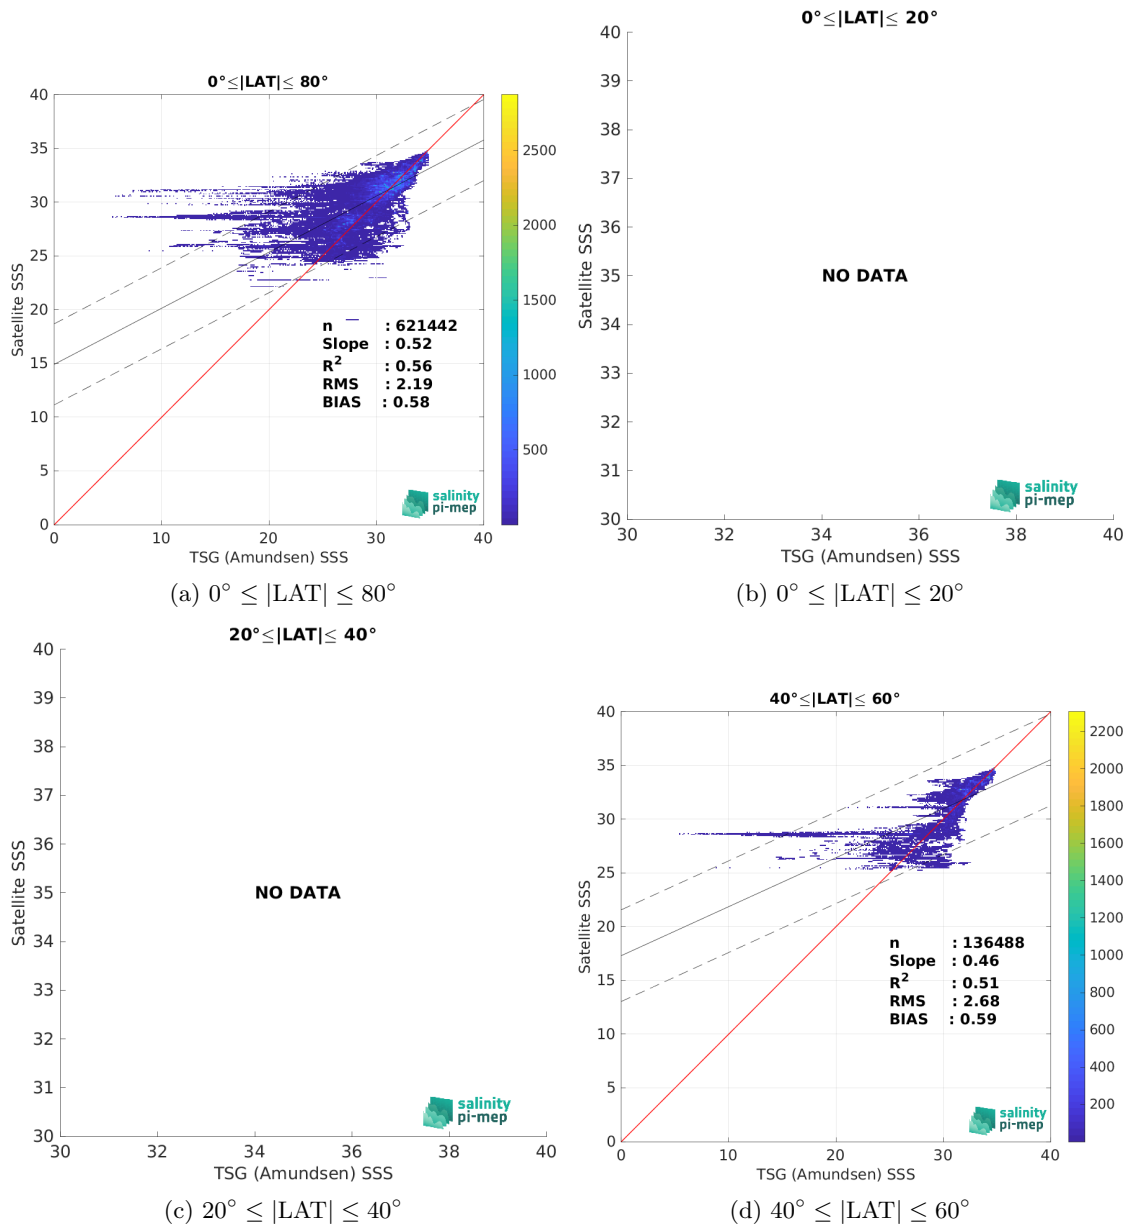 0°≤|LAT|≤ 80°
40
35
30
25
20
15
10
5
0
Satellite SSS
0 10 20 30 40
TSG (Amundsen) SSS
n : 621442
Slope : 0.52
R² : 0.56
RMS : 2.19
BIAS : 0.58
salinity
pi-mep
2500
2000
1500
1000
500
(a) 0° ≤ |LAT| ≤ 80°
0°≤|LAT|≤ 20°
40
39
38
37
36
35
34
33
32
31
30
Satellite SSS
NO DATA
salinity
pi-mep
30 32 34 36 38 40
TSG (Amundsen) SSS
(b) 0° ≤ |LAT| ≤ 20°
20°≤|LAT|≤ 40°
40
39
38
37
36
35
34
33
32
31
30
Satellite SSS
NO DATA
salinity
pi-mep
30 32 34 36 38 40
TSG (Amundsen) SSS
(c) 20° ≤ |LAT| ≤ 40°
40°≤|LAT|≤ 60°
40
35
30
25
20
15
10
5
0
Satellite SSS
0 10 20 30 40
TSG (Amundsen) SSS
n : 136488
Slope : 0.46
R² : 0.51
RMS : 2.68
BIAS : 0.59
salinity
pi-mep
2200
2000
1800
1600
1400
1200
1000
800
600
400
200
(d) 40° ≤ |LAT| ≤ 60°